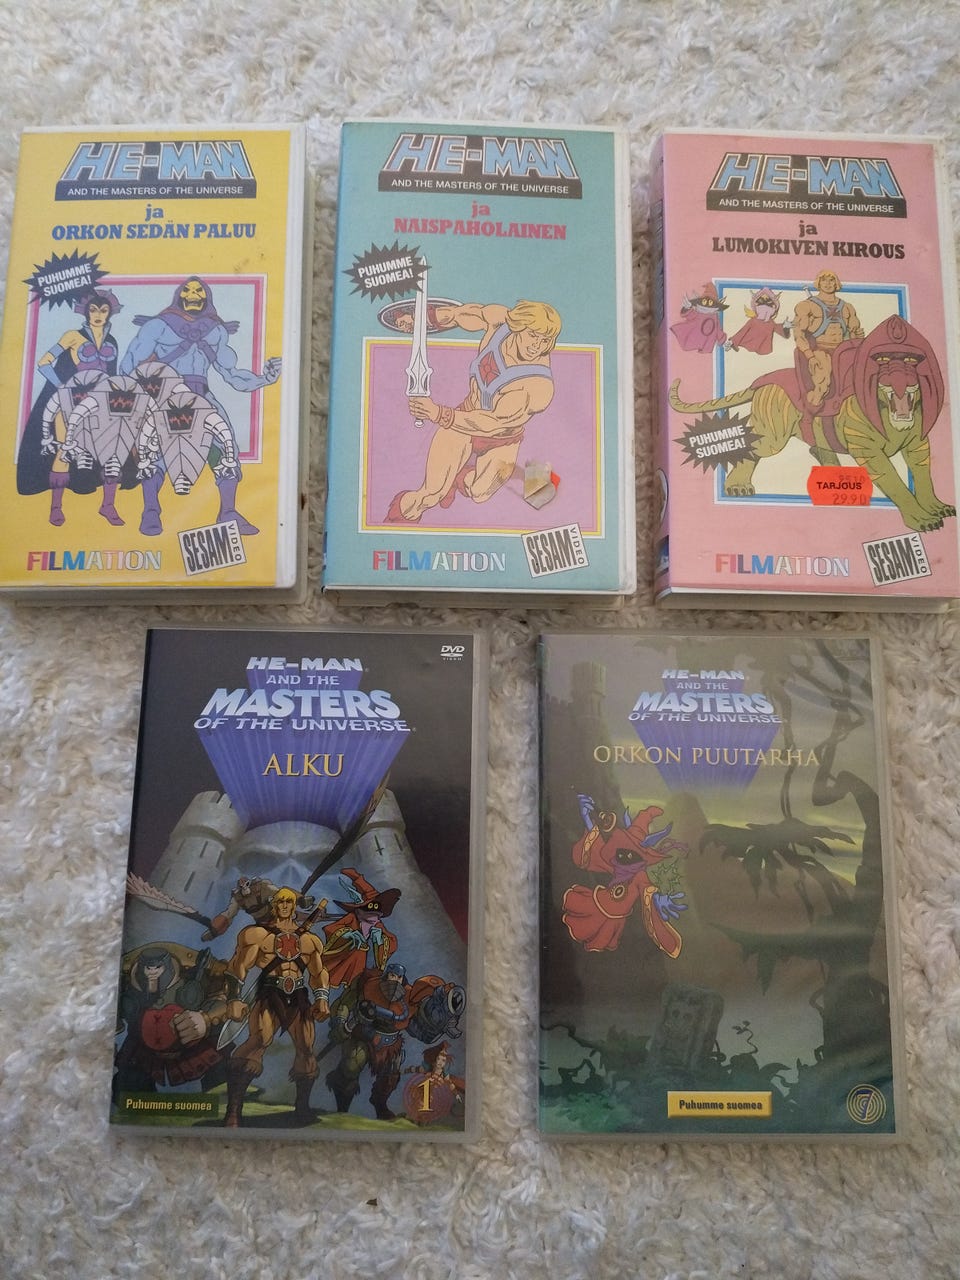 HE-MAN
AND THE MASTERS OF THE UNIVERSE
ja
ORKON SEDÄN PALUU
PUHUMME
SUOMEA!
FILMATION
SESAM
VIDEO
HE-MAN
AND THE MASTERS OF THE UNIVERSE
ja
NAISPAHOLAINEN
PUHUMME
SUOMEA!
FILMATION
SESAM
VIDEO
HE-MAN
AND THE MASTERS OF THE UNIVERSE
ja
LUMOKIVEN KIROUS
PUHUMME
SUOMEA!
TARJOUS
29.90
FILMATION
SESAM
VIDEO
DVD
VIDEO
HE-MAN®
AND THE
MASTERS
OF THE UNIVERSE®
ALKU
Puhumme suomea
1
HE-MAN
AND THE
MASTERS
OF THE UNIVERSE
ORKON PUUTARHA
Puhumme suomea
7